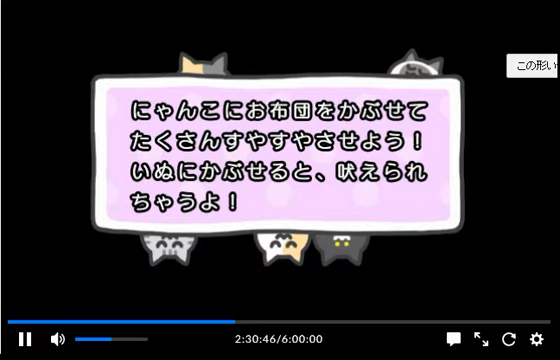 この形い
にゃんこにお布団をかぶせて
たくさんすやすやさせよう！
いぬにかぶせると、吠えられ
ちゃうよ！
2:30:46/6:00:00